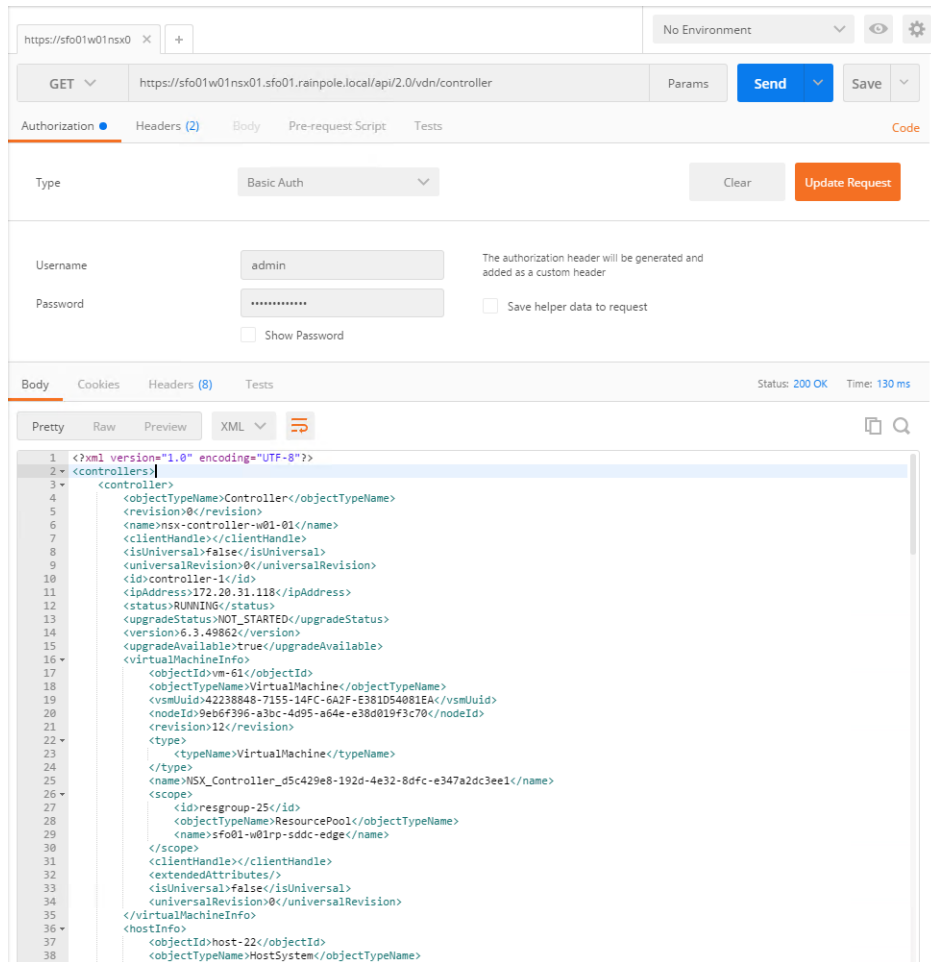 https://sfo01w01nsx0 × +
No Environment
GET https://sfo01w01nsx01.sfo01.rainpole.local/api/2.0/vdn/controller Params Send Save
Authorization Headers (2) Body Pre-request Script Tests Code
Type Basic Auth Clear Update Request
Username admin
The authorization header will be generated and
added as a custom header
Password •••••••••••••
Save helper data to request
Show Password
Body Cookies Headers (8) Tests Status: 200 OK Time: 130 ms
Pretty Raw Preview XML
1 <?xml version="1.0" encoding="UTF-8"?>
2 <controllers>
3 <controller>
4 <objectTypeName>Controller</objectTypeName>
5 <revision>0</revision>
6 <name>nsx-controller-w01-01</name>
7 <clientHandle></clientHandle>
8 <isUniversal>false</isUniversal>
9 <universalRevision>0</universalRevision>
10 <id>controller-1</id>
11 <ipAddress>172.20.31.118</ipAddress>
12 <status>RUNNING</status>
13 <upgradeStatus>NOT_STARTED</upgradeStatus>
14 <version>6.3.49862</version>
15 <upgradeAvailable>true</upgradeAvailable>
16 <virtualMachineInfo>
17 <objectId>vm-61</objectId>
18 <objectTypeName>VirtualMachine</objectTypeName>
19 <vsmUuid>42238848-7155-14FC-6A2F-E381D54081EA</vsmUuid>
20 <nodeId>9eb6f396-a3bc-4d95-a64e-e38d019f3c70</nodeId>
21 <revision>12</revision>
22 <type>
23 <typeName>VirtualMachine</typeName>
24 </type>
25 <name>NSX_Controller_d5c429e8-192d-4e32-8dfc-e347a2dc3ee1</name>
26 <scope>
27 <id>resgroup-25</id>
28 <objectTypeName>ResourcePool</objectTypeName>
29 <name>sfo01-w01rp-sddc-edge</name>
30 </scope>
31 <clientHandle></clientHandle>
32 <extendedAttributes/>
33 <isUniversal>false</isUniversal>
34 <universalRevision>0</universalRevision>
35 </virtualMachineInfo>
36 <hostInfo>
37 <objectId>host-22</objectId>
38 <objectTypeName>HostSystem</objectTypeName>